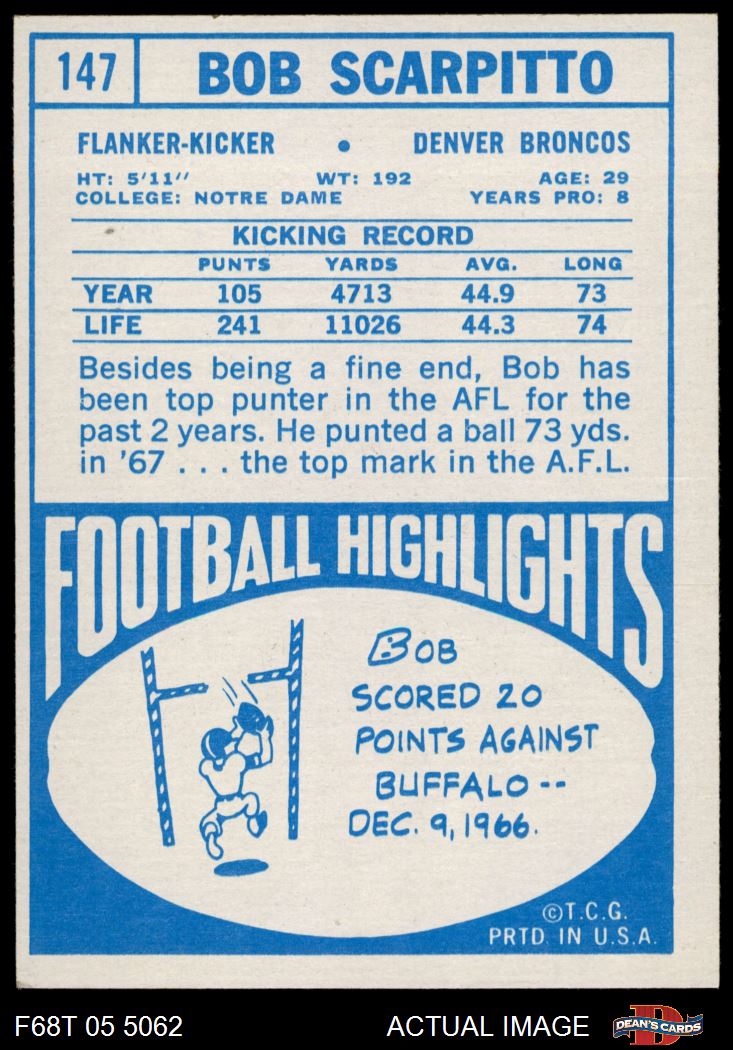 147 BOB SCARPITTO
FLANKER-KICKER • DENVER BRONCOS
HT: 5'11" WT: 192 AGE: 29
COLLEGE: NOTRE DAME YEARS PRO: 8
KICKING RECORD
PUNTS YARDS AVG. LONG
YEAR 105 4713 44.9 73
LIFE 241 11026 44.3 74
Besides being a fine end, Bob has
been top punter in the AFL for the
past 2 years. He punted a ball 73 yds.
in '67 . . . the top mark in the A.F.L.
FOOTBALL HIGHLIGHTS
BOB
SCORED 20
POINTS AGAINST
BUFFALO --
DEC. 9, 1966.
©T.C.G.
PRTD. IN U.S.A.
F68T 05 5062 ACTUAL IMAGE D DEAN'S CARDS